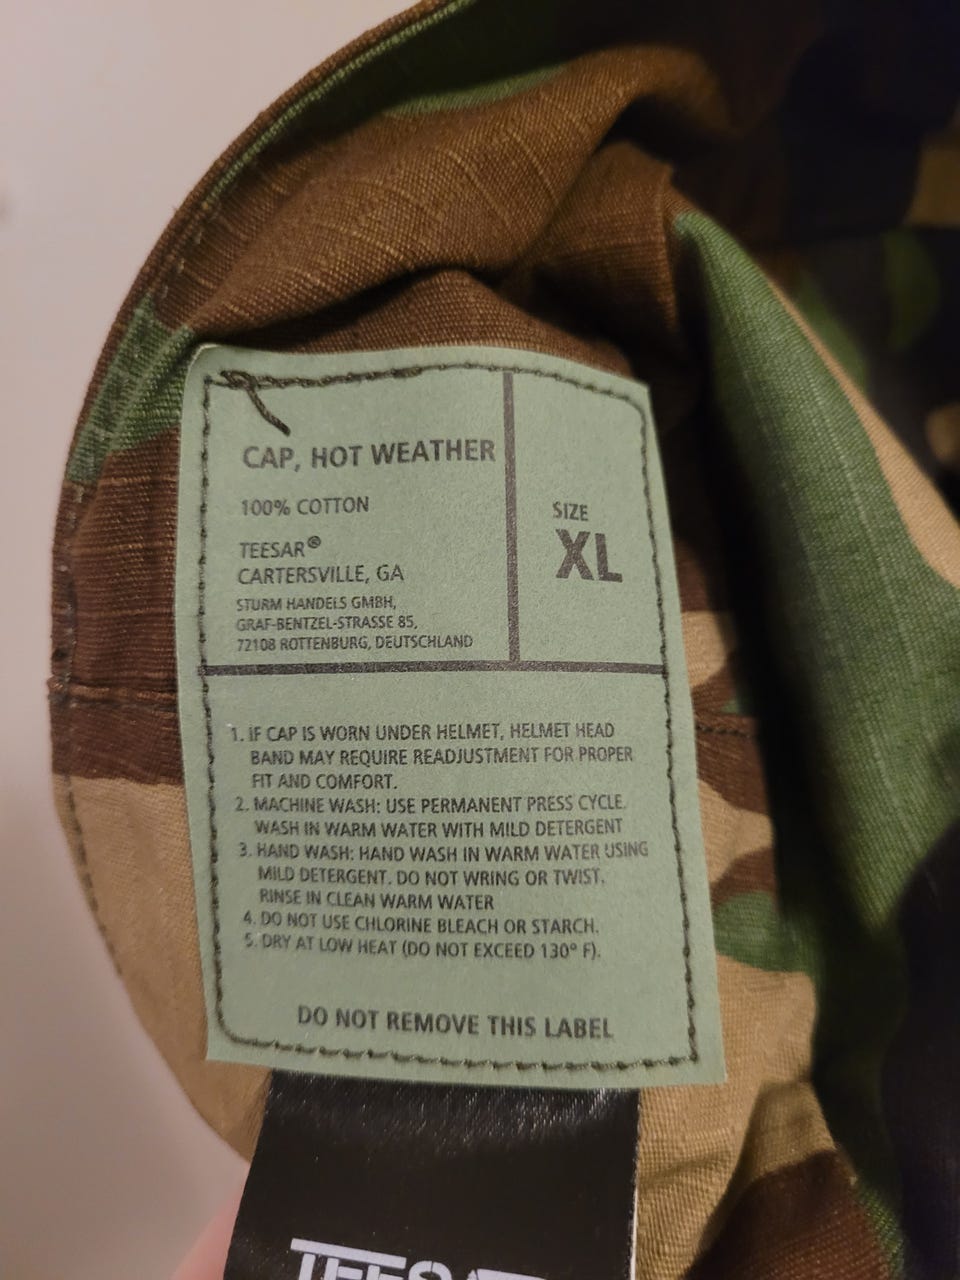 CAP, HOT WEATHER
100% COTTON
TEESAR®
CARTERSVILLE, GA
STURM HANDELS GMBH,
GRAF-BENTZEL-STRASSE 85,
72108 ROTTENBURG, DEUTSCHLAND
SIZE
XL
1. IF CAP IS WORN UNDER HELMET, HELMET HEAD
BAND MAY REQUIRE READJUSTMENT FOR PROPER
FIT AND COMFORT.
2. MACHINE WASH: USE PERMANENT PRESS CYCLE.
WASH IN WARM WATER WITH MILD DETERGENT
3. HAND WASH: HAND WASH IN WARM WATER USING
MILD DETERGENT. DO NOT WRING OR TWIST.
RINSE IN CLEAN WARM WATER
4. DO NOT USE CHLORINE BLEACH OR STARCH.
5. DRY AT LOW HEAT (DO NOT EXCEED 130° F).
DO NOT REMOVE THIS LABEL